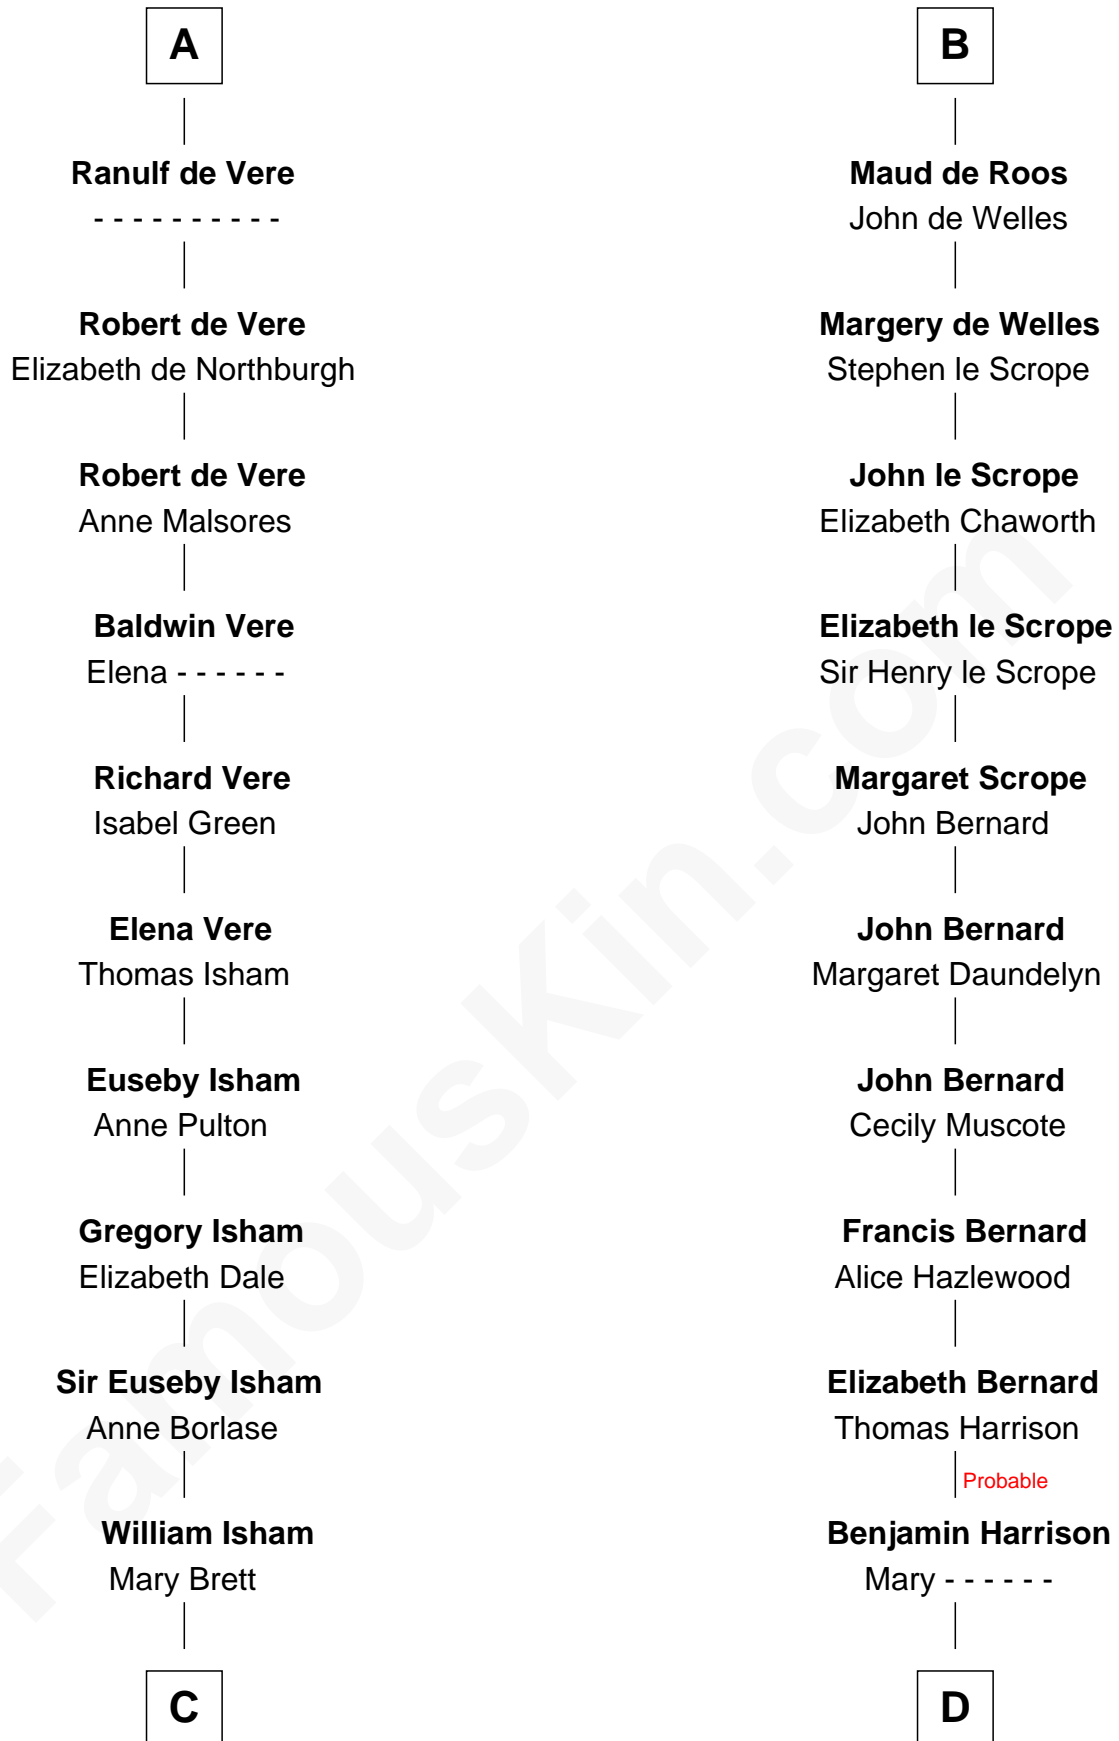 A
Ranulf de Vere
- - - - - - - - - -
Robert de Vere
Elizabeth de Northburgh
Robert de Vere
Anne Malsores
Baldwin Vere
Elena - - - - - -
Richard Vere
Isabel Green
Elena Vere
Thomas Isham
Euseby Isham
Anne Pulton
Gregory Isham
Elizabeth Dale
Sir Euseby Isham
Anne Borlase
William Isham
Mary Brett
C
B
Maud de Roos
John de Welles
Margery de Welles
Stephen le Scrope
John le Scrope
Elizabeth Chaworth
Elizabeth le Scrope
Sir Henry le Scrope
Margaret Scrope
John Bernard
John Bernard
Margaret Daundelyn
John Bernard
Cecily Muscote
Francis Bernard
Alice Hazlewood
Elizabeth Bernard
Thomas Harrison
Probable
Benjamin Harrison
Mary - - - - - -
D
FamousKin.com